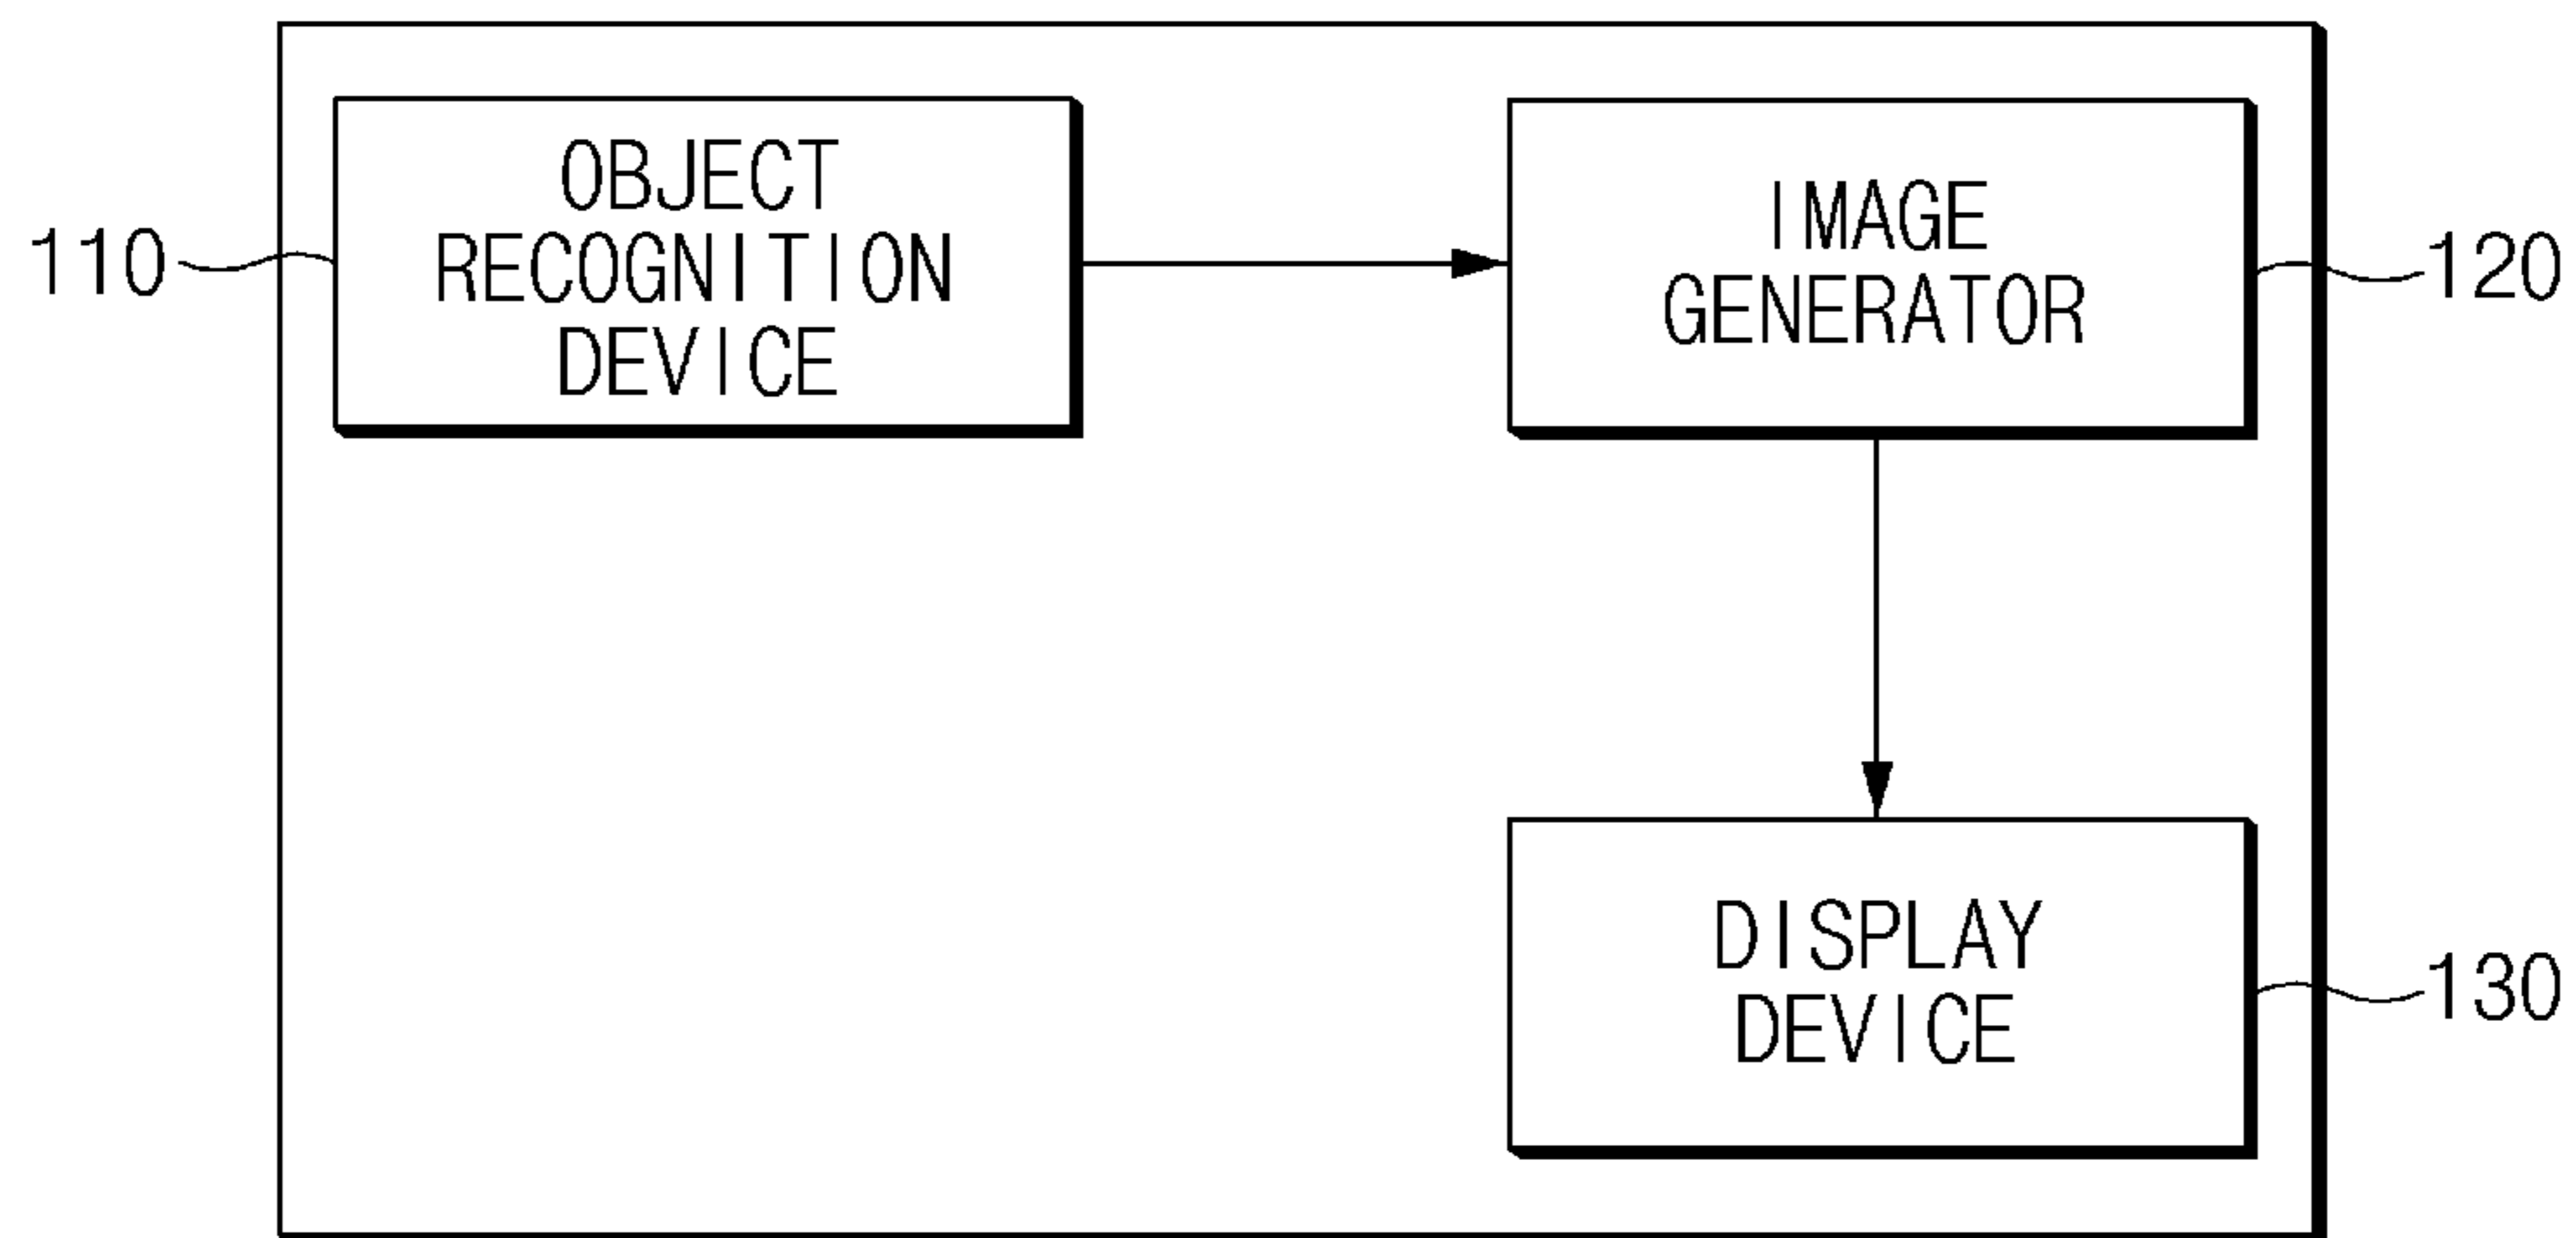 OBJECT
RECOGNITION
DEVICE
110
IMAGE
GENERATOR
120
DISPLAY
DEVICE
130